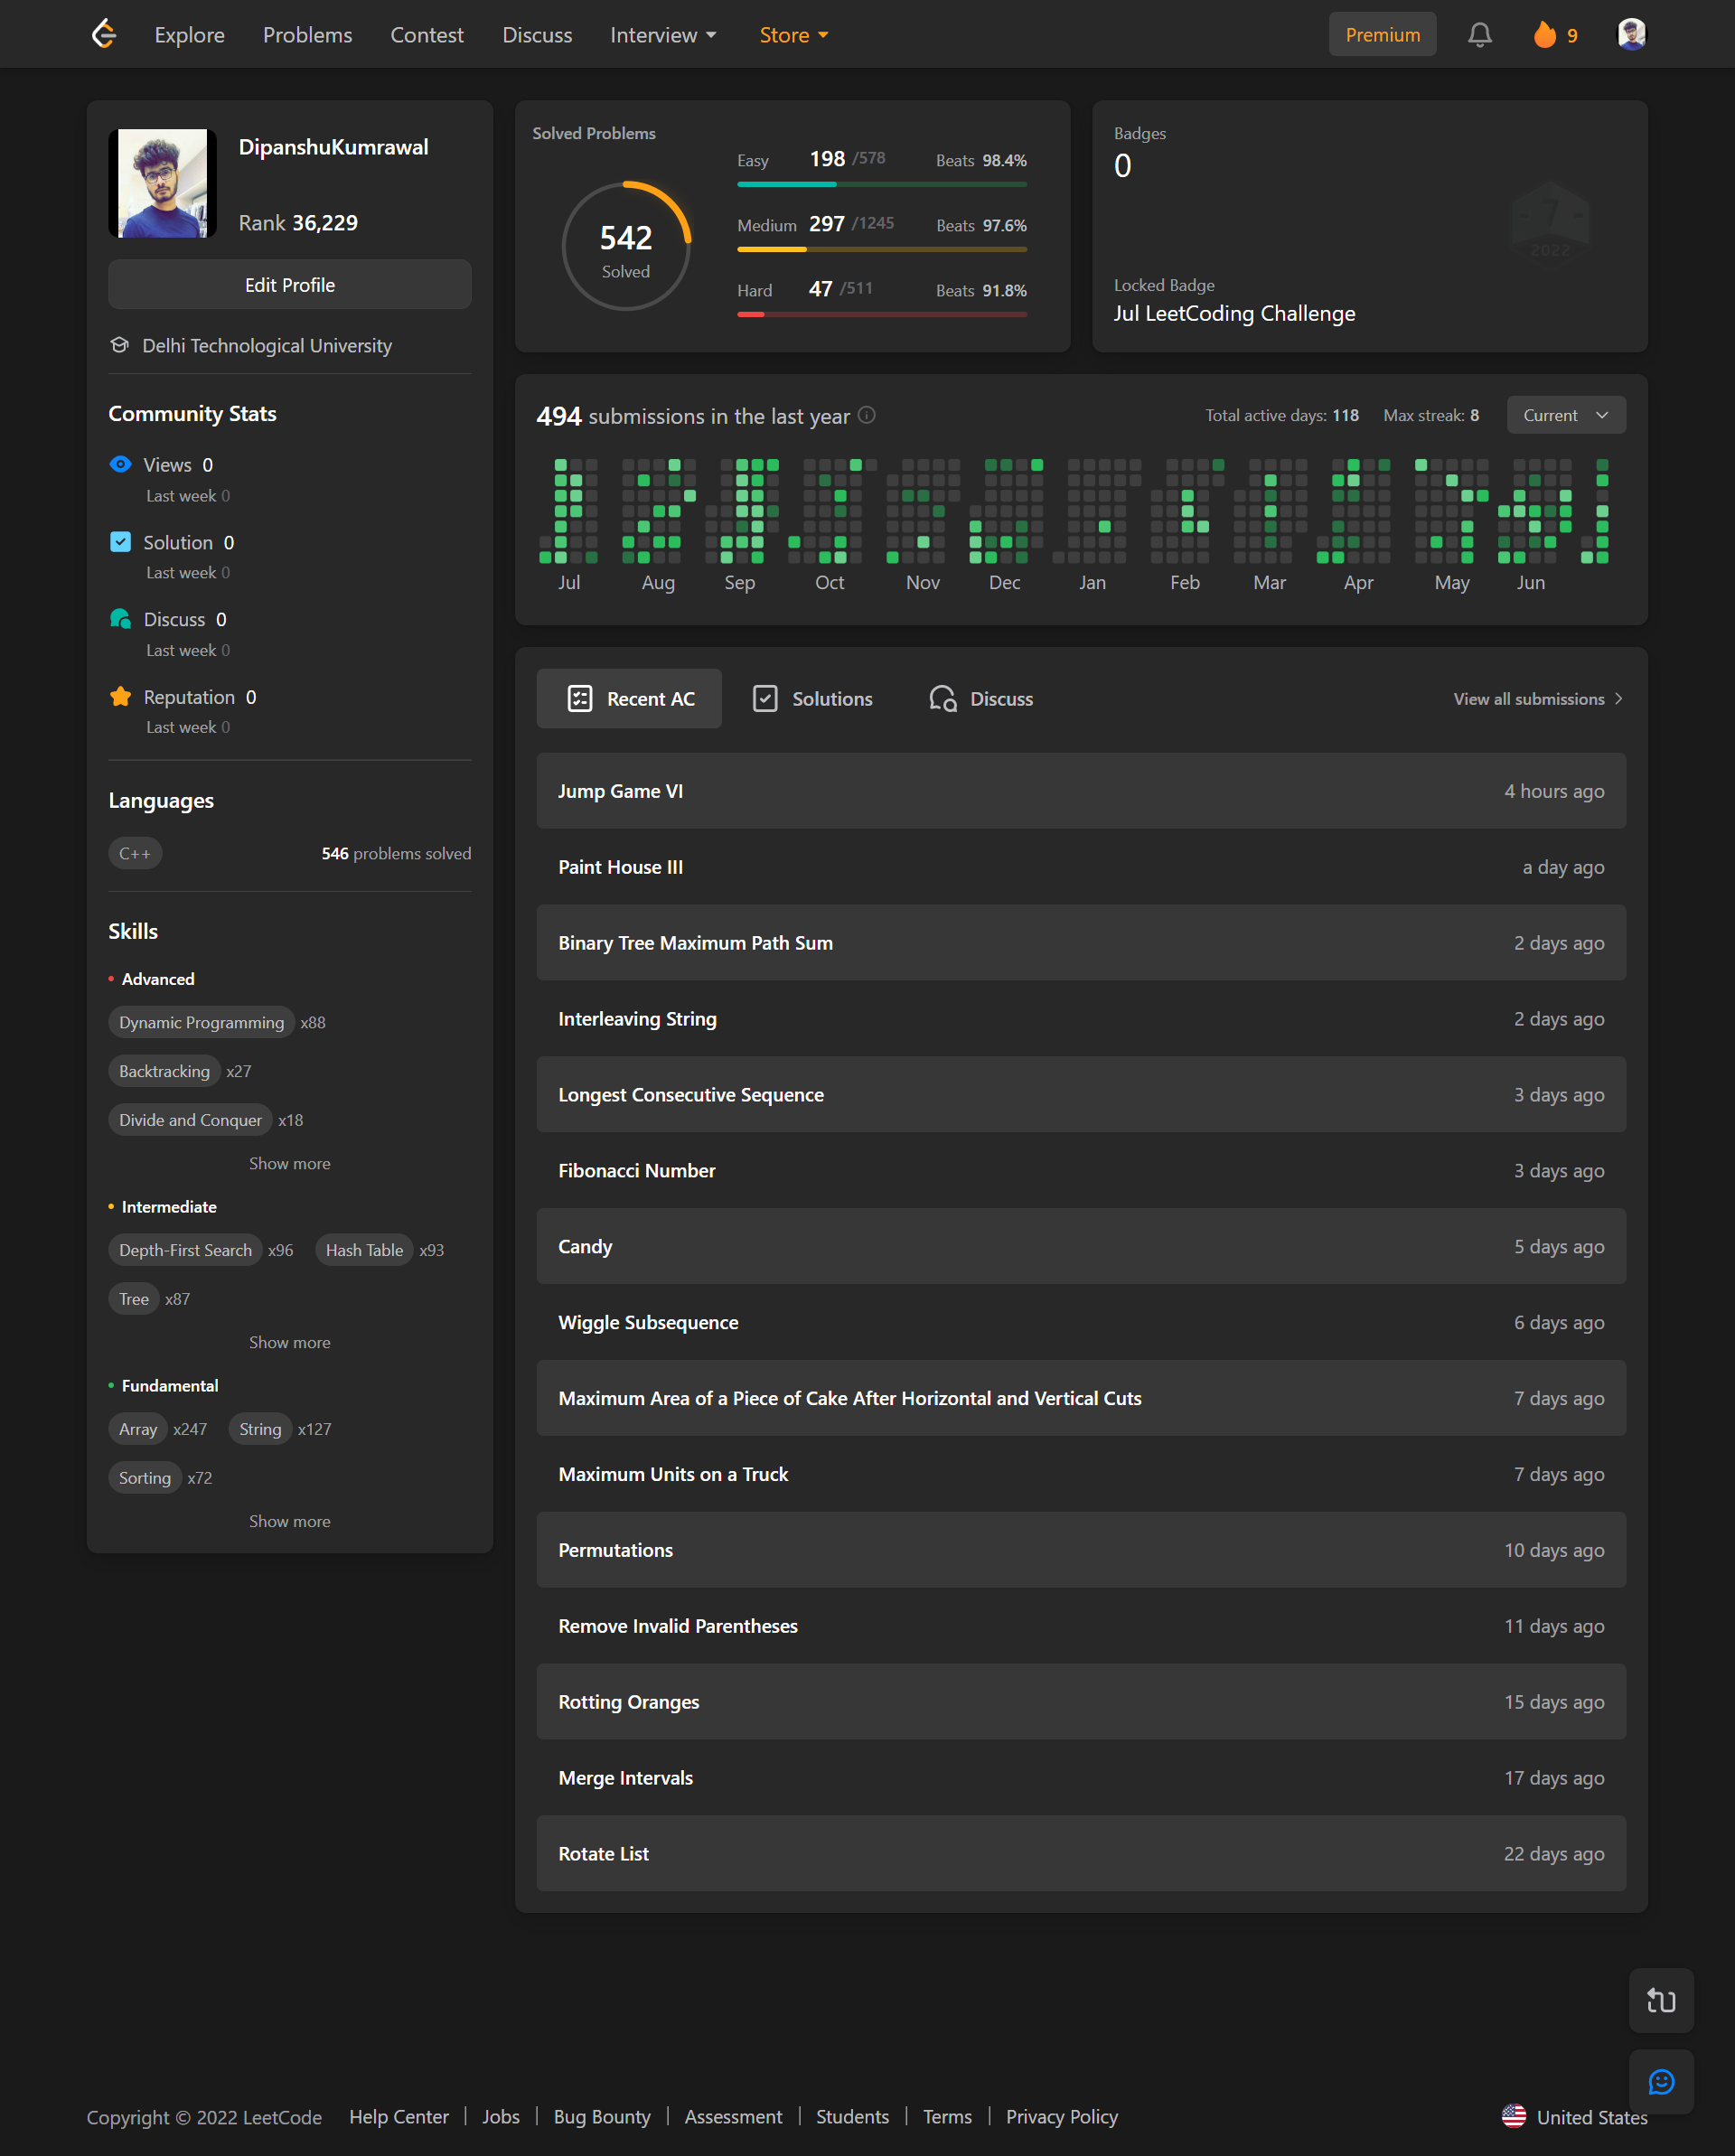 Explore Problems Contest Discuss Interview Store Premium 9
DipanshuKumrawal
Rank 36,229
Edit Profile
Delhi Technological University
Community Stats
Views 0
Last week 0
Solution 0
Last week 0
Discuss 0
Last week 0
Reputation 0
Last week 0
Languages
C++ 546 problems solved
Skills
Advanced
Dynamic Programming x88
Backtracking x27
Divide and Conquer x18
Show more
Intermediate
Depth-First Search x96 Hash Table x93
Tree x87
Show more
Fundamental
Array x247 String x127
Sorting x72
Show more
Solved Problems
542
Solved
Easy 198 /578 Beats 98.4%
Medium 297 /1245 Beats 97.6%
Hard 47 /511 Beats 91.8%
Badges
0
7
2022
Locked Badge
Jul LeetCoding Challenge
494 submissions in the last year Total active days: 118 Max streak: 8 Current
Jul Aug Sep Oct Nov Dec Jan Feb Mar Apr May Jun
Recent AC Solutions Discuss View all submissions
Jump Game VI 4 hours ago
Paint House III a day ago
Binary Tree Maximum Path Sum 2 days ago
Interleaving String 2 days ago
Longest Consecutive Sequence 3 days ago
Fibonacci Number 3 days ago
Candy 5 days ago
Wiggle Subsequence 6 days ago
Maximum Area of a Piece of Cake After Horizontal and Vertical Cuts 7 days ago
Maximum Units on a Truck 7 days ago
Permutations 10 days ago
Remove Invalid Parentheses 11 days ago
Rotting Oranges 15 days ago
Merge Intervals 17 days ago
Rotate List 22 days ago
Copyright © 2022 LeetCode Help Center | Jobs | Bug Bounty | Assessment | Students | Terms | Privacy Policy United States